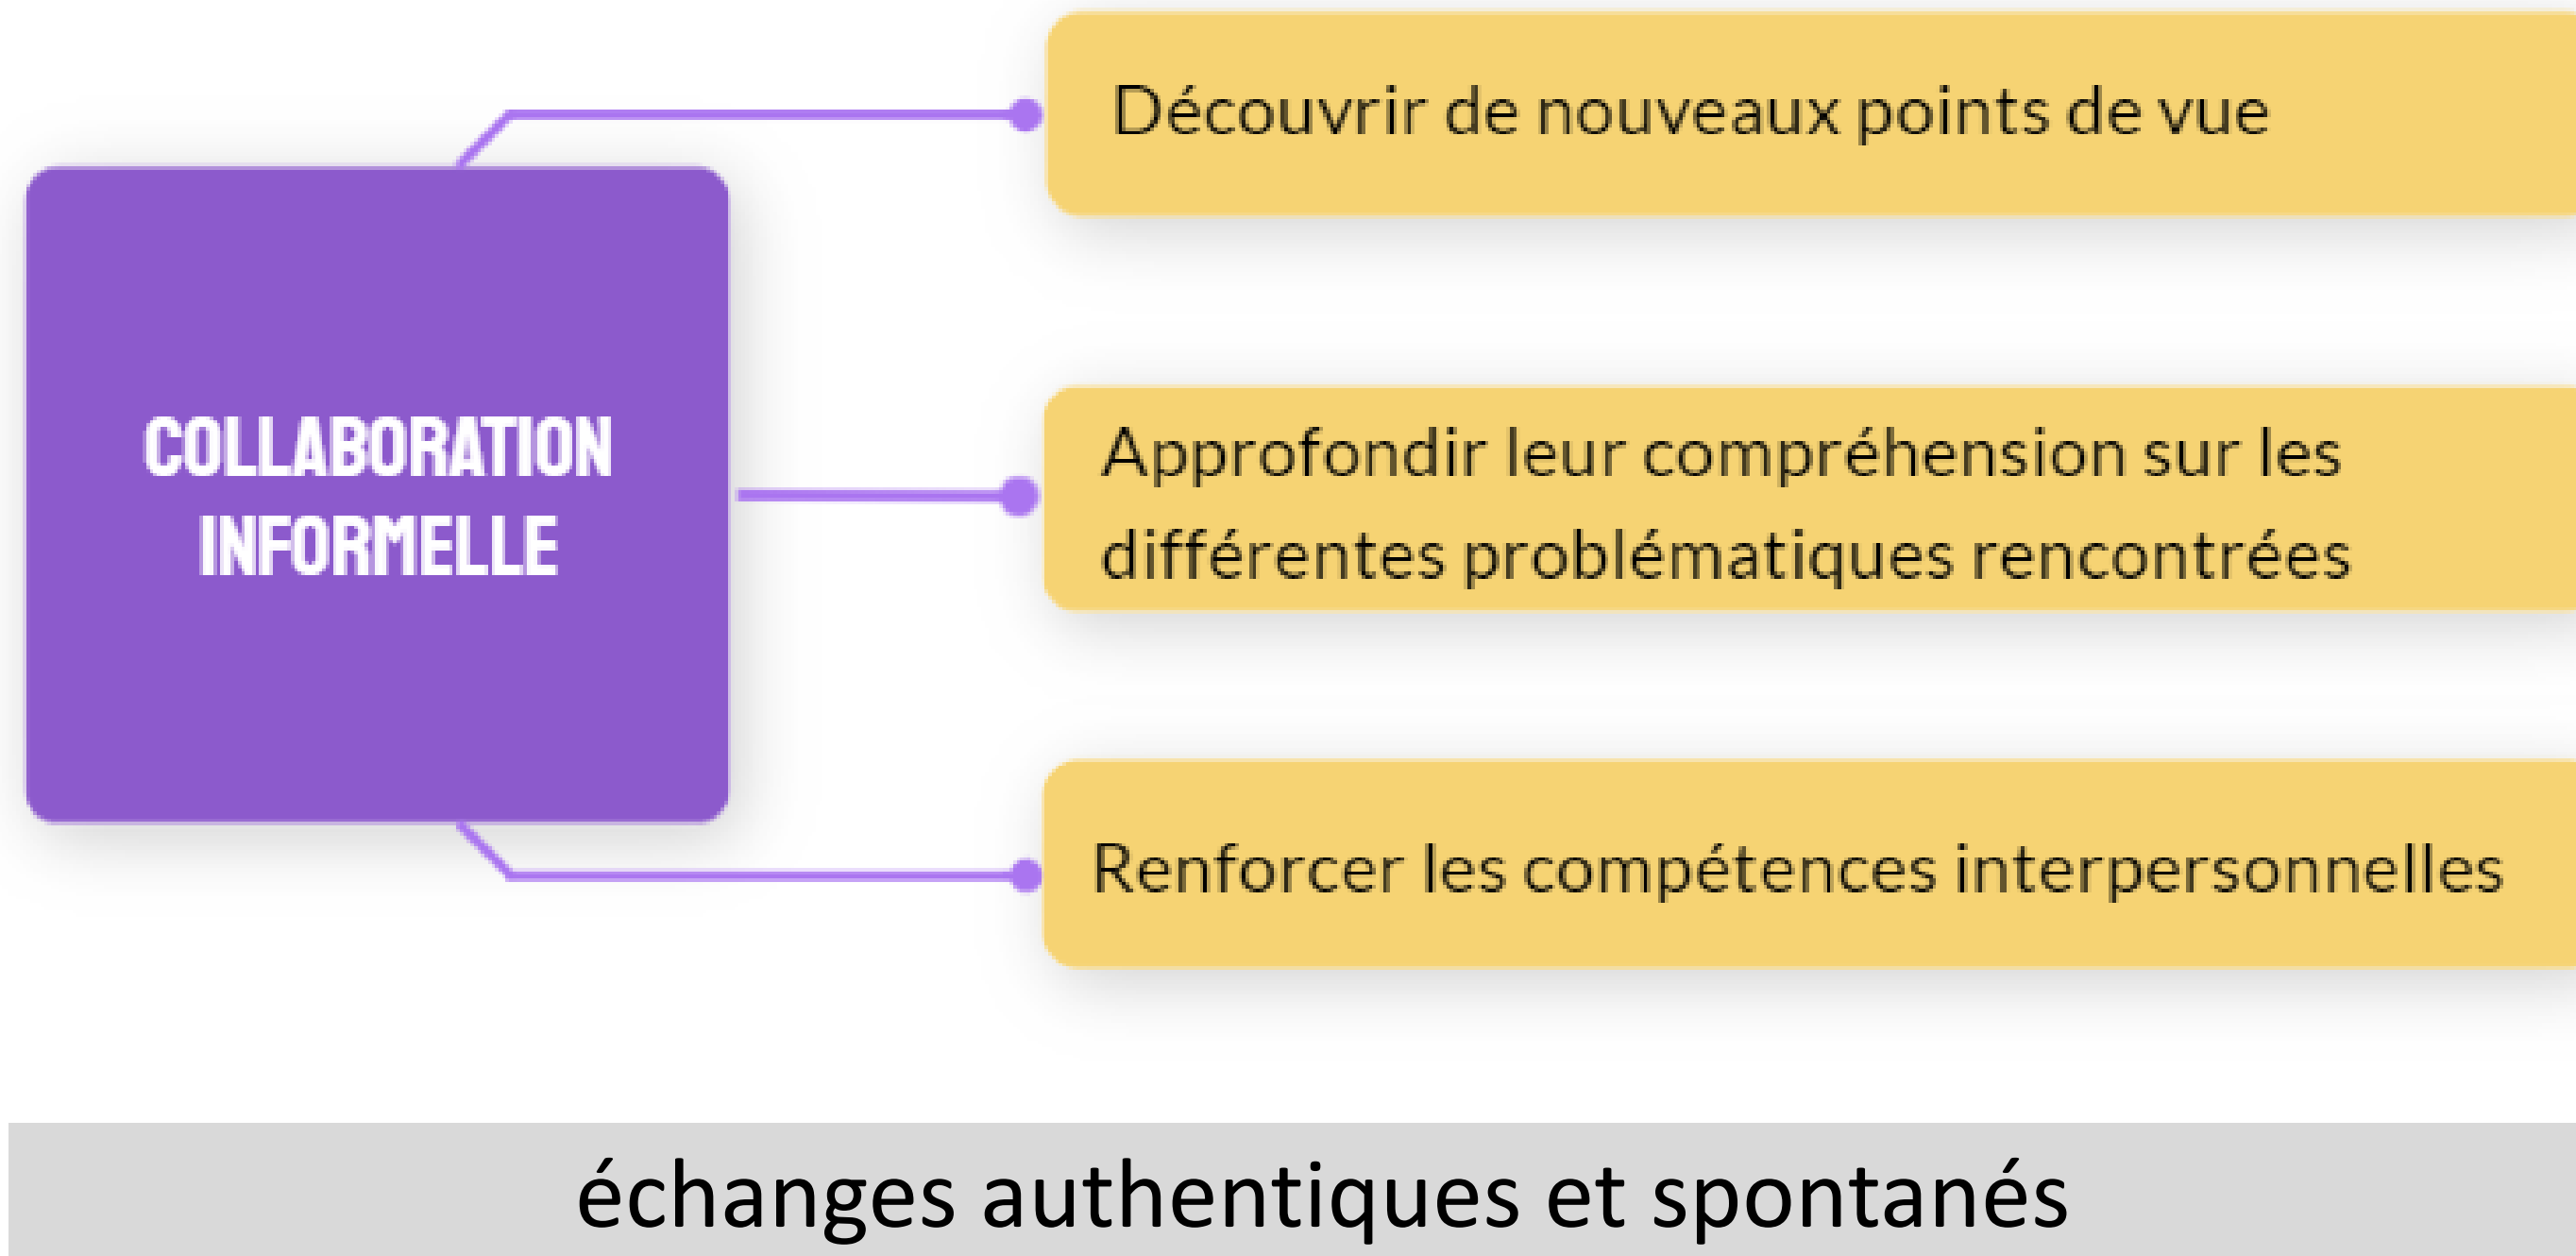 Découvrir de nouveaux points de vue
COLLABORATION
INFORMELLE
Approfondir leur compréhension sur les
différentes problématiques rencontrées
Renforcer les compétences interpersonnelles
échanges authentiques et spontanés